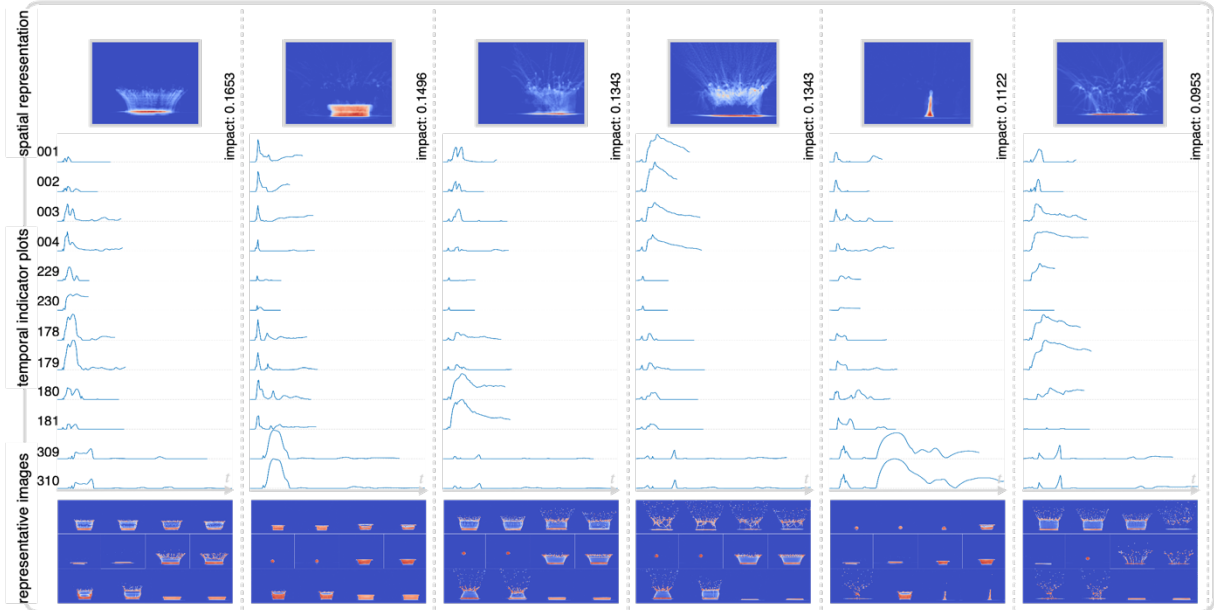 spatial representation
impact: 0.1653
impact: 0.1496
impact: 0.1343
impact: 0.1343
impact: 0.1122
impact: 0.0953
temporal indicator plots
001
002
003
004
229
230
178
179
180
181
309
310
representative images